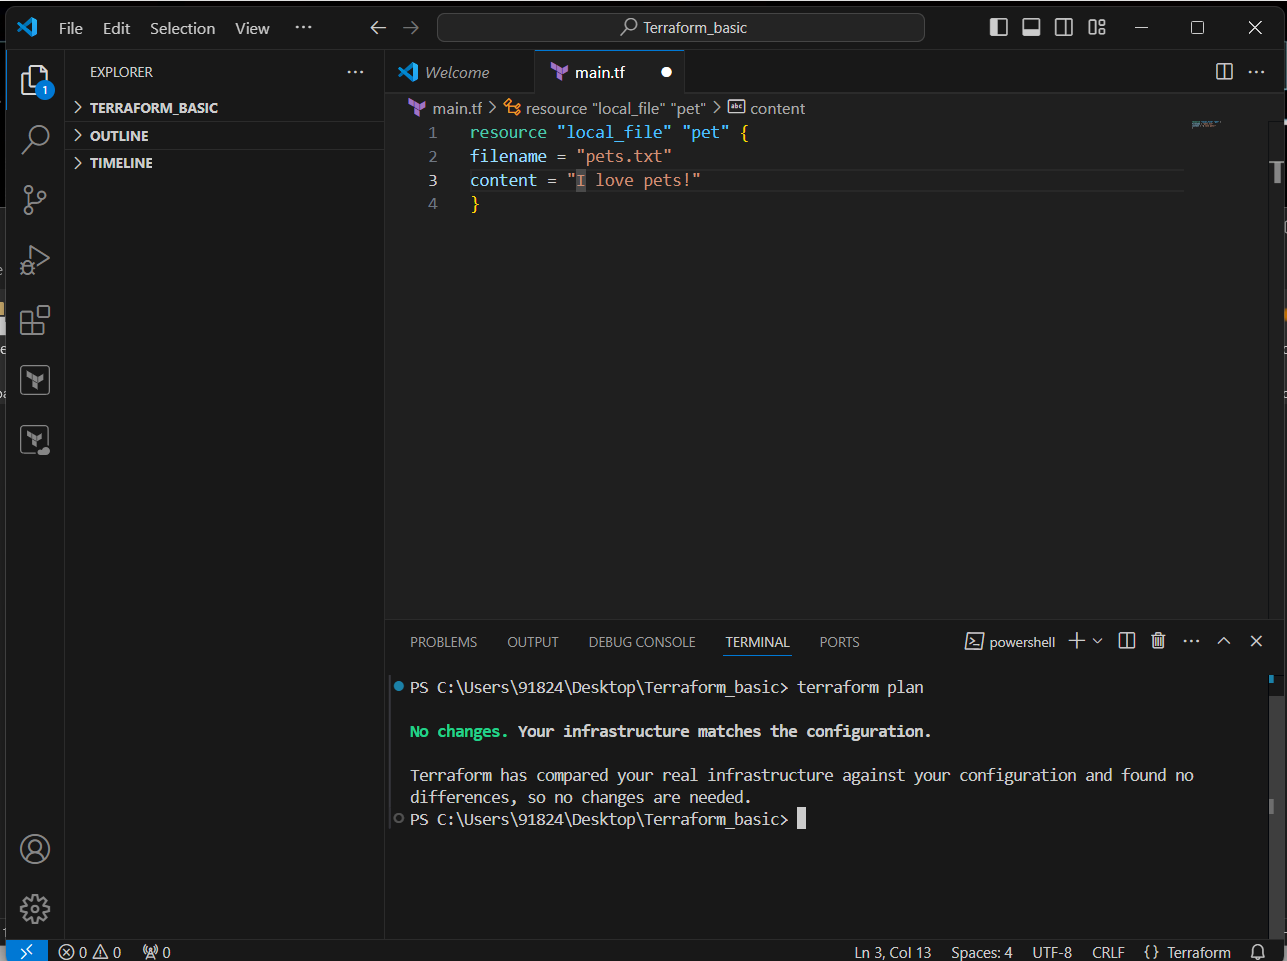 File Edit Selection View ··· Terraform_basic
EXPLORER ···
TERRAFORM_BASIC
OUTLINE
TIMELINE
Welcome main.tf
main.tf > resource "local_file" "pet" > abc content
1 resource "local_file" "pet" {
2 filename = "pets.txt"
3 content = "I love pets!"
4 }
PROBLEMS OUTPUT DEBUG CONSOLE TERMINAL PORTS powershell
PS C:\Users\91824\Desktop\Terraform_basic> terraform plan
No changes. Your infrastructure matches the configuration.
Terraform has compared your real infrastructure against your configuration and found no
differences, so no changes are needed.
PS C:\Users\91824\Desktop\Terraform_basic>
1
0 0 0 Ln 3, Col 13 Spaces: 4 UTF-8 CRLF {} Terraform